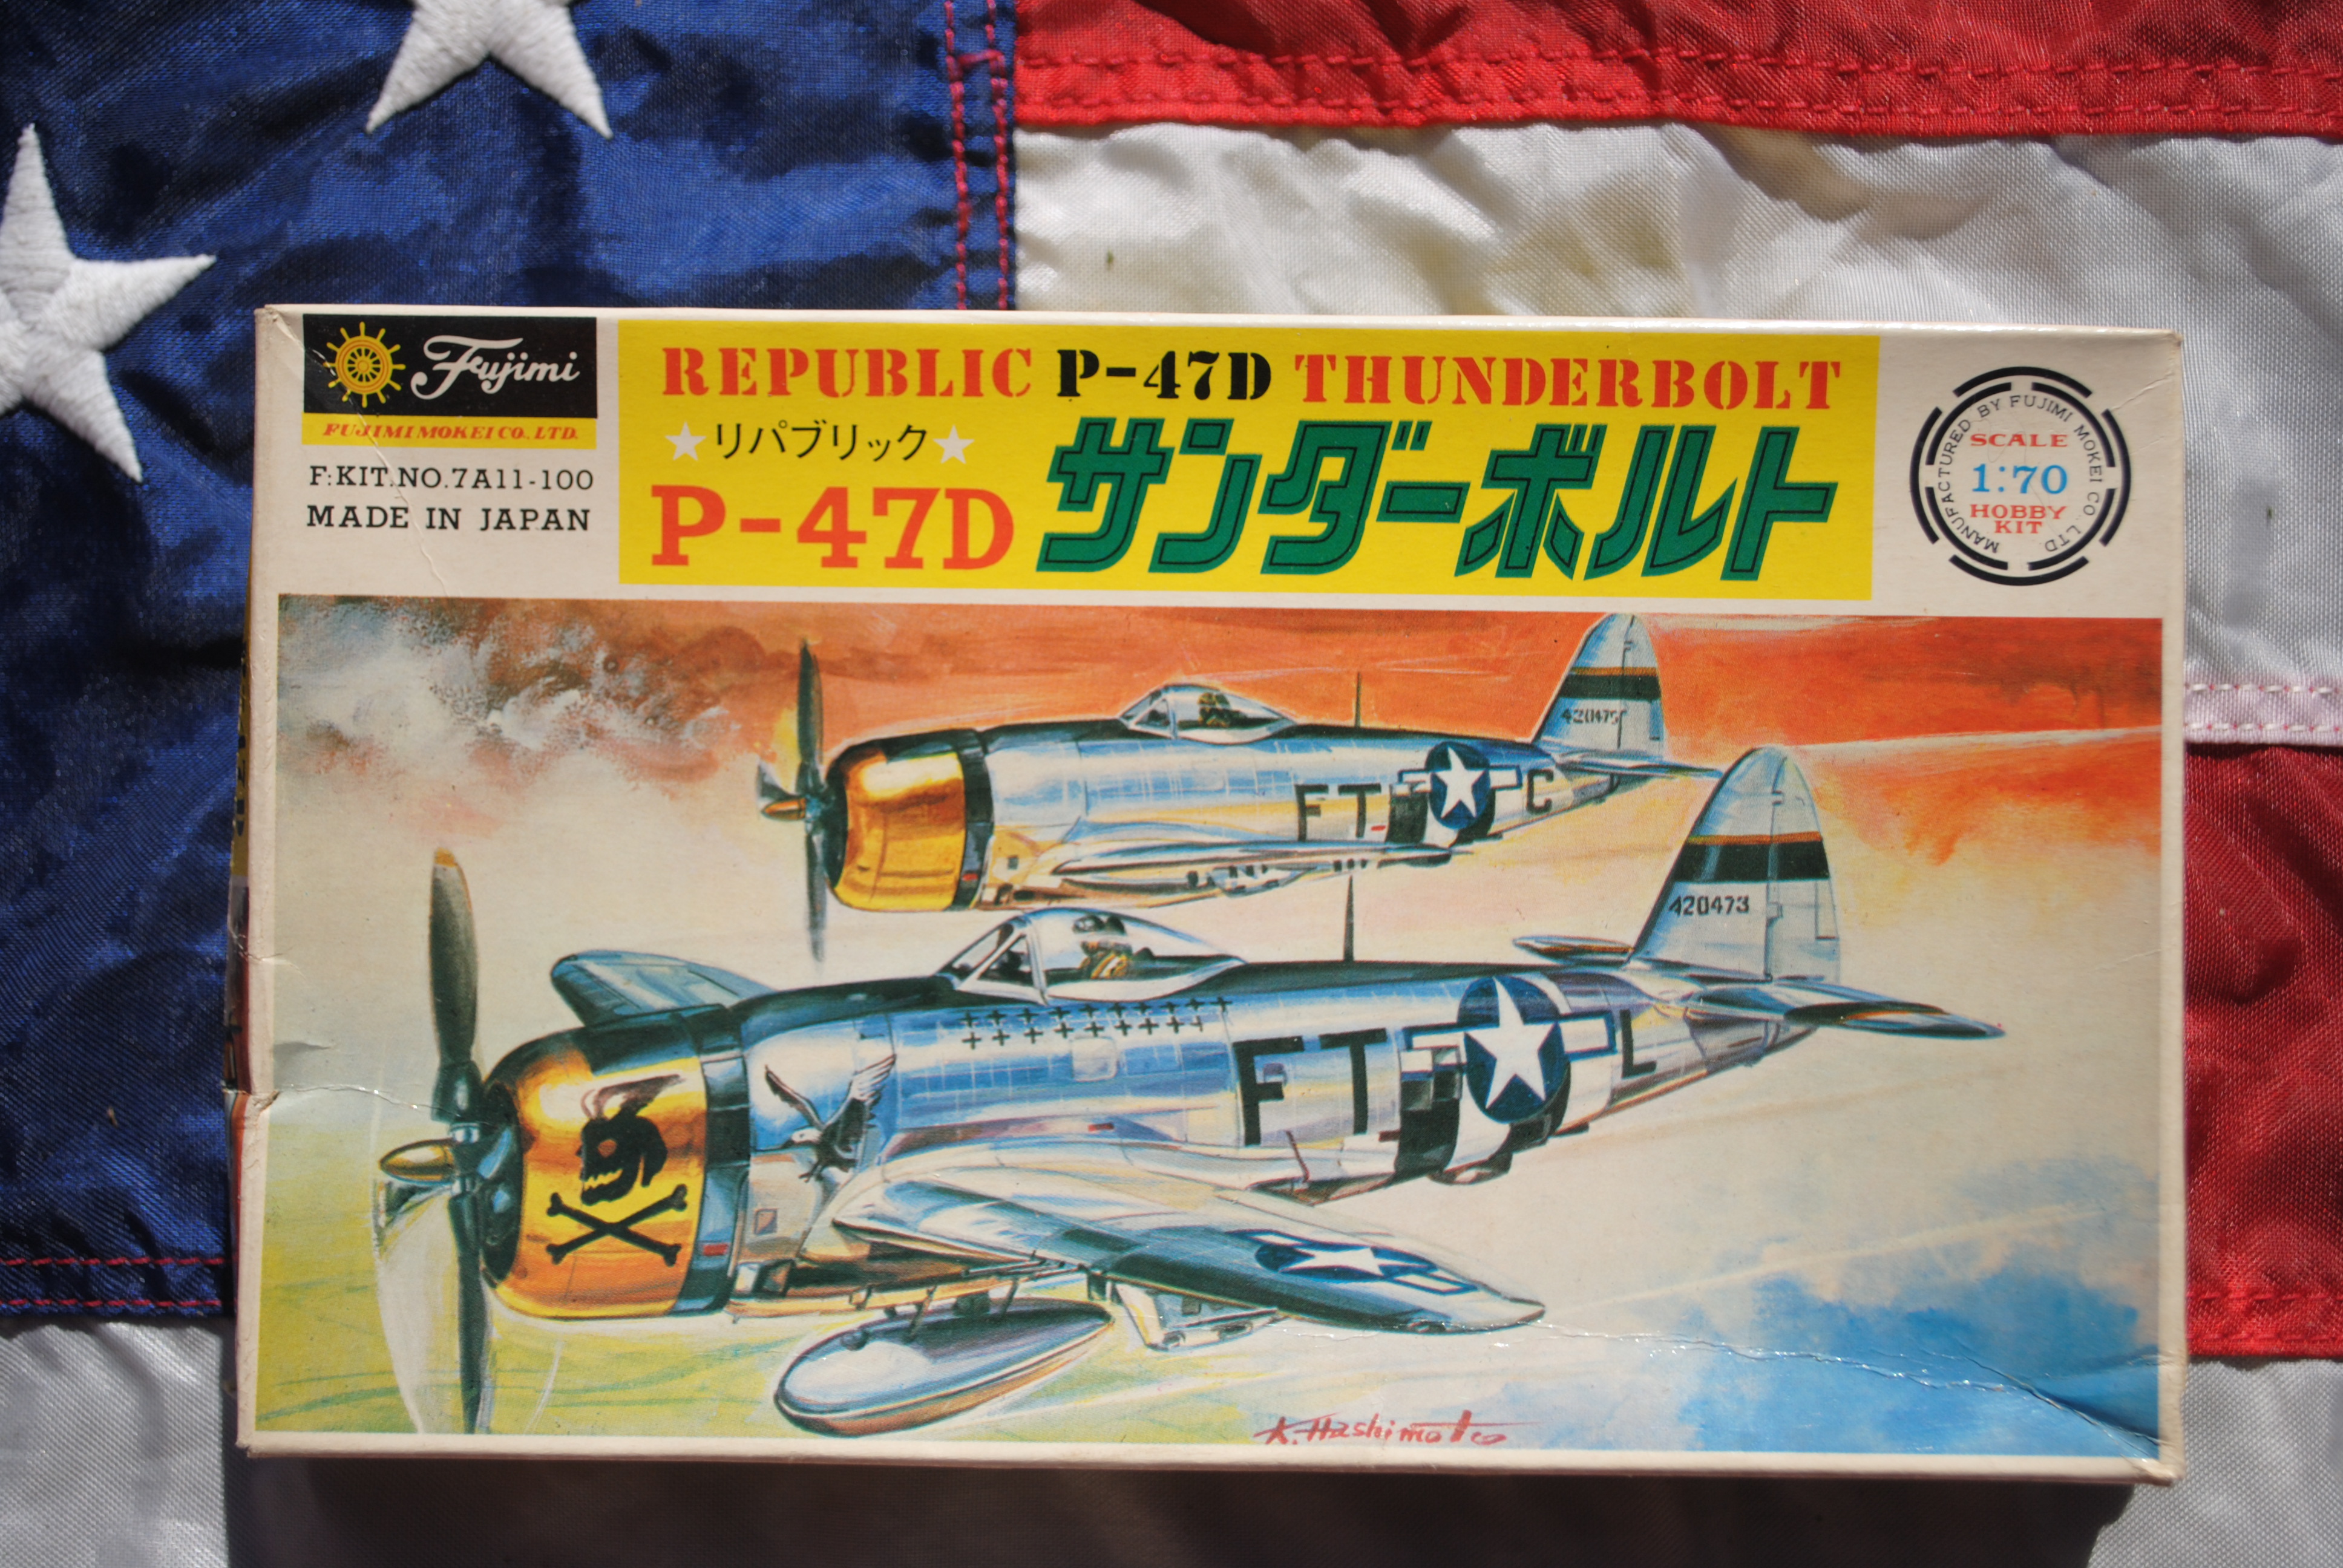 Fujimi
FUJIMI MOKEI CO., LTD.
F:KIT.NO.7A11-100
MADE IN JAPAN
REPUBLIC P-47D THUNDERBOLT
★リパブリック★
P-47D サンダーボルト
MANUFACTURED BY FUJIMI MOKEI CO LTD
SCALE
1:70
HOBBY
KIT
FT C
420473
FT L
K.Hashimoto